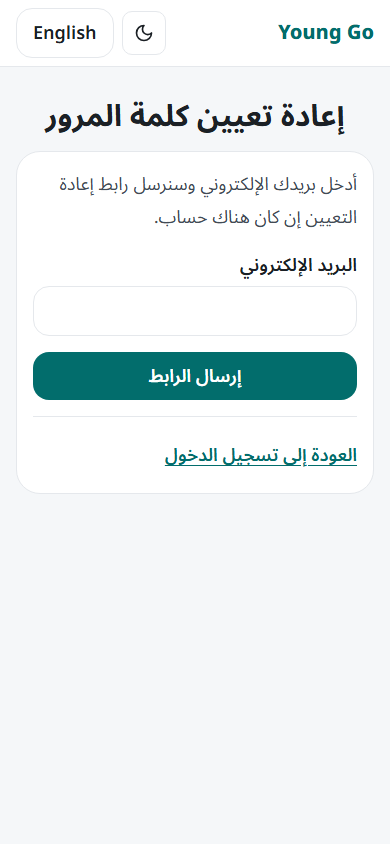 Young Go
English
إعادة تعيين كلمة المرور
أدخل بريدك الإلكتروني وسنرسل رابط إعادة
التعيين إن كان هناك حساب.
البريد الإلكتروني
إرسال الرابط
العودة إلى تسجيل الدخول